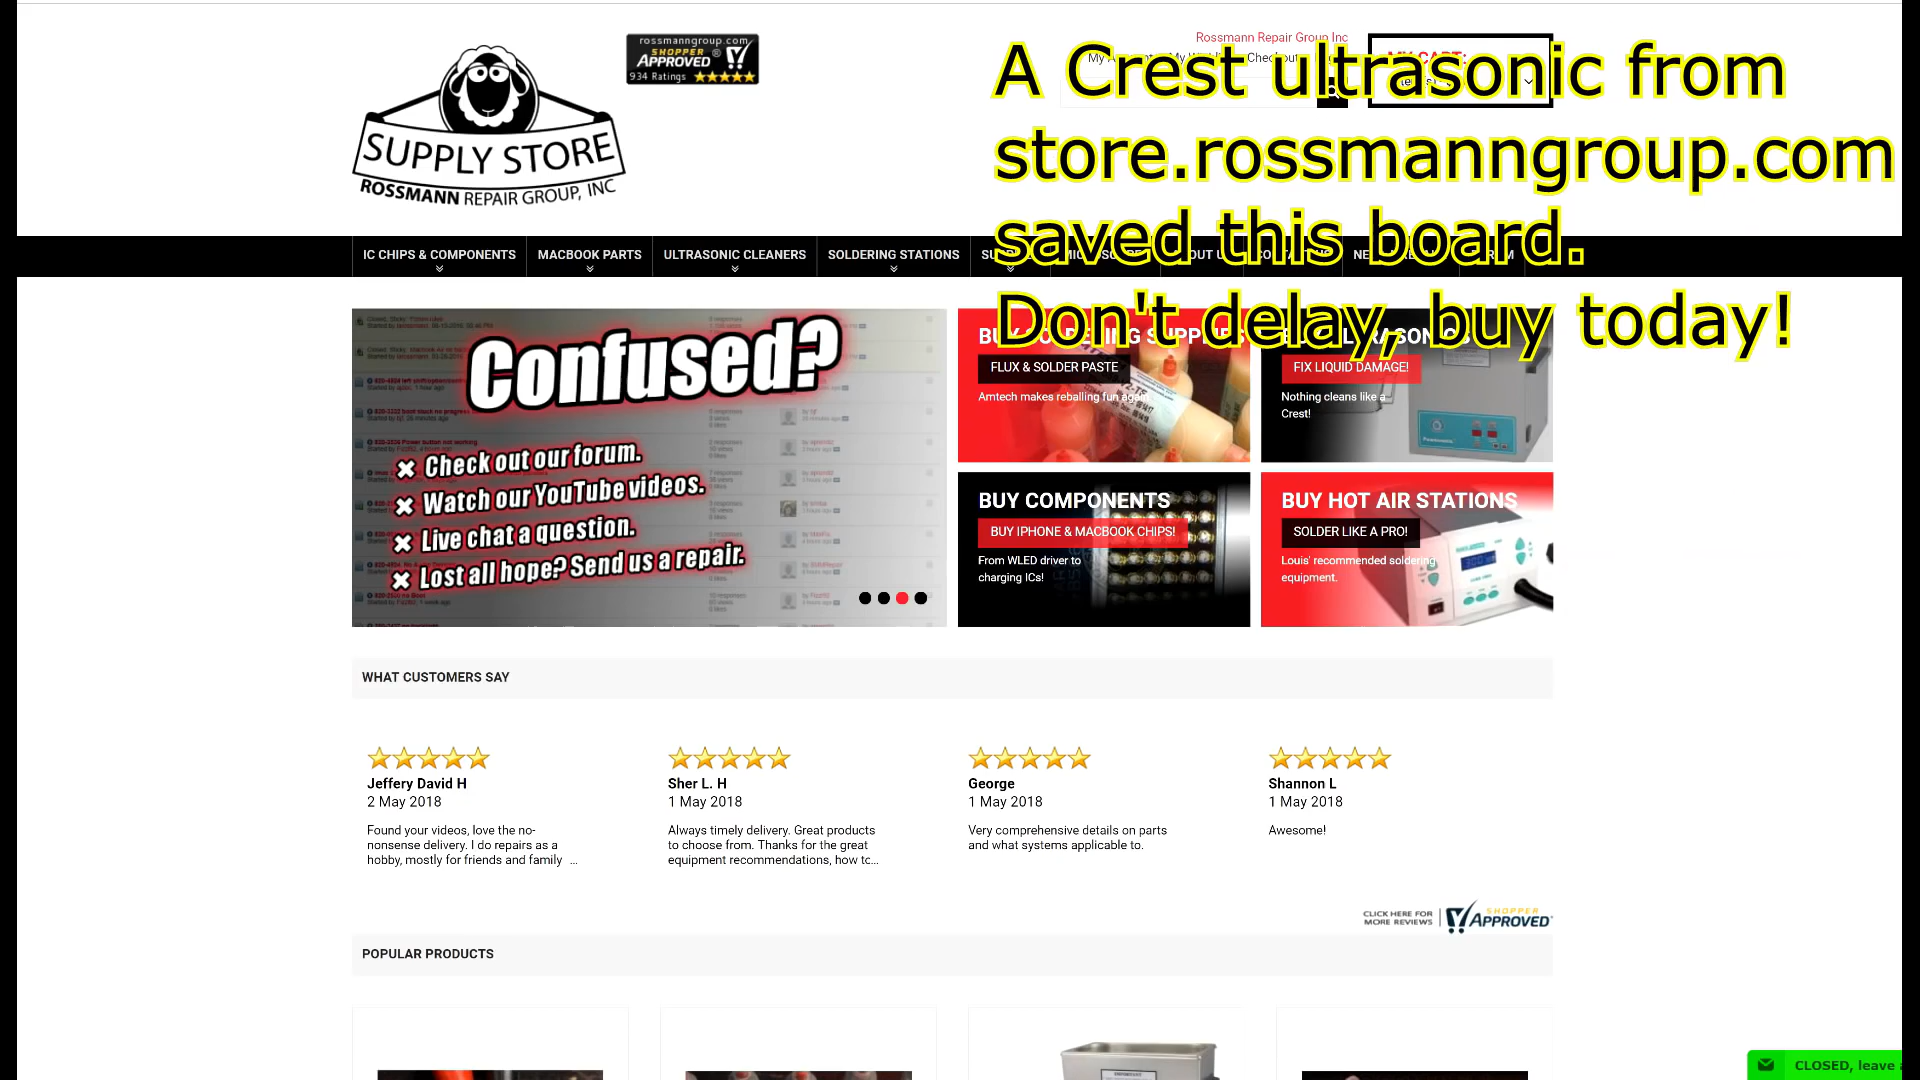 rossmanngroup.com
SHOPPER
APPROVED
934 Ratings
SUPPLY STORE
ROSSMANN REPAIR GROUP, INC
Rossmann Repair Group Inc
A Crest ultrasonic from
store.rossmanngroup.com
saved this board.
Don't delay, buy today!
IC CHIPS & COMPONENTS
MACBOOK PARTS
ULTRASONIC CLEANERS
SOLDERING STATIONS
Confused?
Check out our forum.
Watch our YouTube videos.
Live chat a question.
Lost all hope? Send us a repair.
FLUX & SOLDER PASTE
Amtech makes reballing fun again
FIX LIQUID DAMAGE!
Nothing cleans like a
Crest!
BUY COMPONENTS
BUY IPHONE & MACBOOK CHIPS!
From WLED driver to
charging ICs!
BUY HOT AIR STATIONS
SOLDER LIKE A PRO!
Louis' recommended soldering
equipment.
WHAT CUSTOMERS SAY
Jeffery David H
2 May 2018
Found your videos, love the no-
nonsense delivery. I do repairs as a
hobby, mostly for friends and family ...
Sher L. H
1 May 2018
Always timely delivery. Great products
to choose from. Thanks for the great
equipment recommendations, how to...
George
1 May 2018
Very comprehensive details on parts
and what systems applicable to.
Shannon L
1 May 2018
Awesome!
CLICK HERE FOR
MORE REVIEWS
SHOPPER
APPROVED
POPULAR PRODUCTS
CLOSED, leave